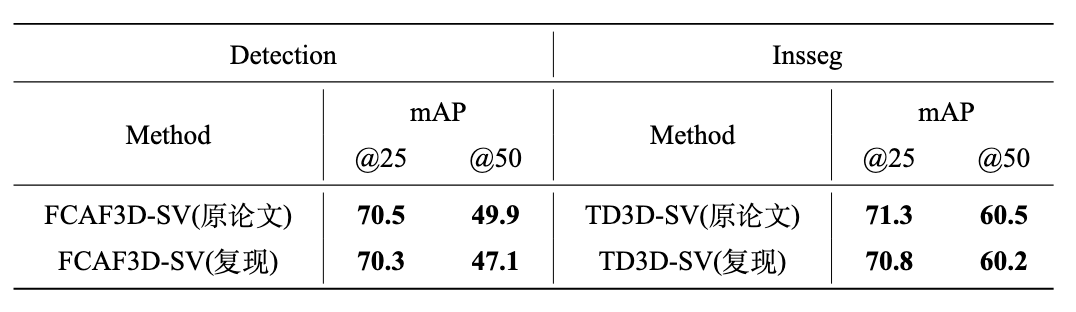 Detection Insseg
Method mAP Method mAP
@25 @50 @25 @50
FCAF3D-SV(原论文) 70.5 49.9 TD3D-SV(原论文) 71.3 60.5
FCAF3D-SV(复现) 70.3 47.1 TD3D-SV(复现) 70.8 60.2